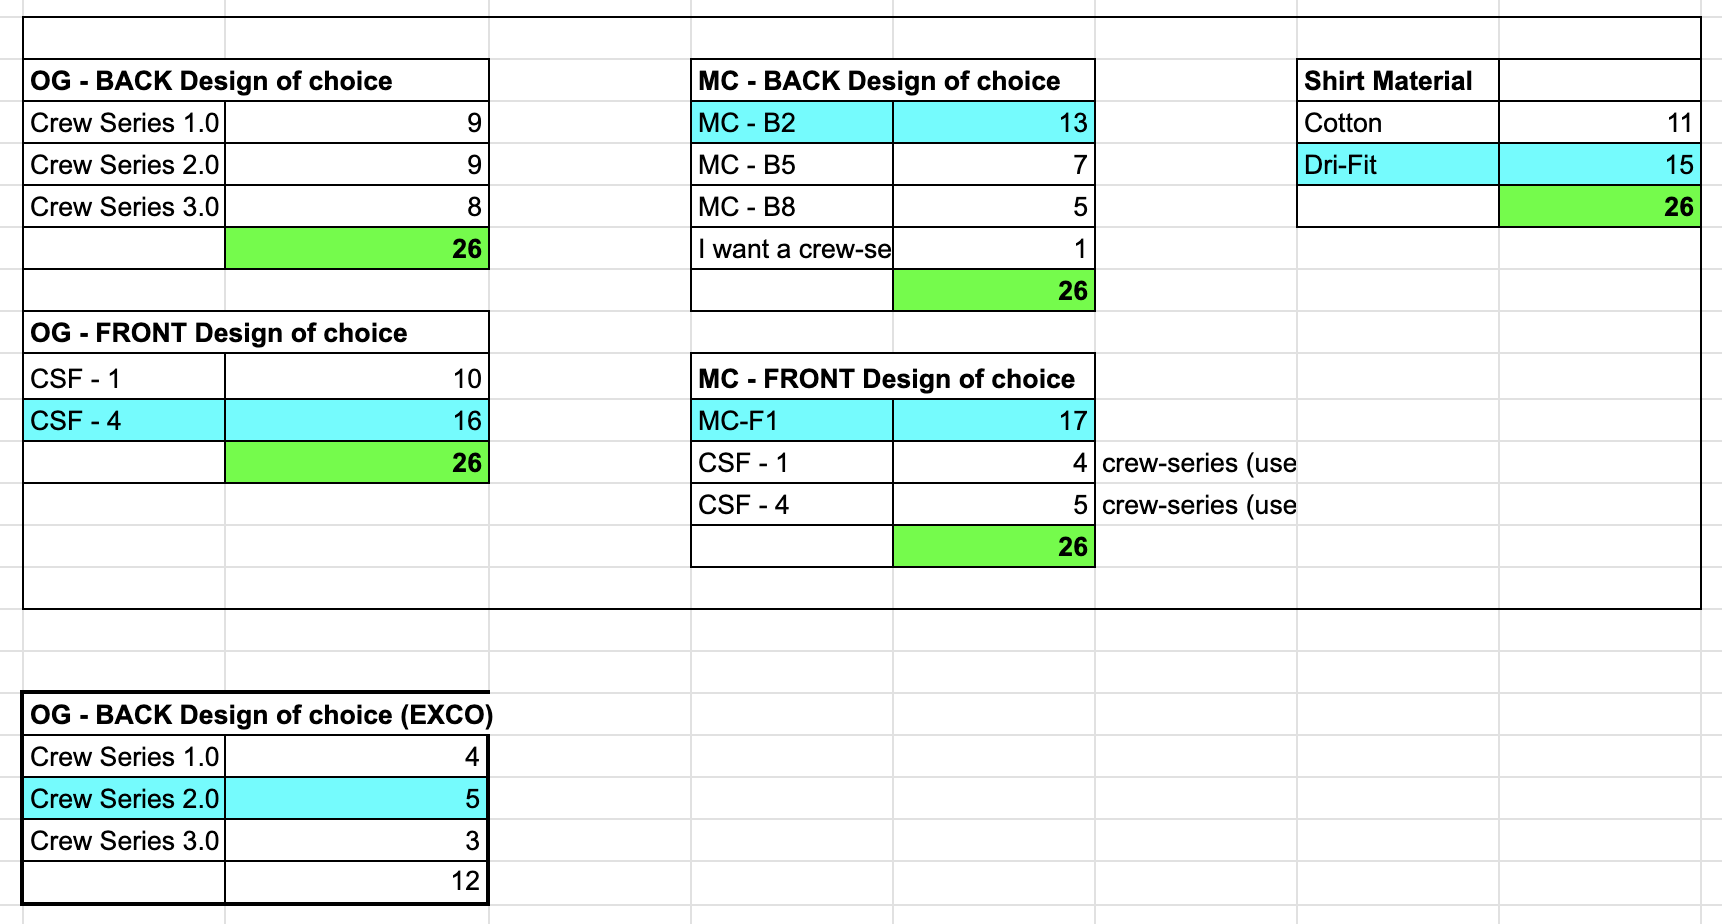 OG - BACK Design of choice
Crew Series 1.0 9
Crew Series 2.0 9
Crew Series 3.0 8
26
OG - FRONT Design of choice
CSF - 1 10
CSF - 4 16
26
MC - BACK Design of choice
MC - B2 13
MC - B5 7
MC - B8 5
I want a crew-se 1
26
MC - FRONT Design of choice
MC-F1 17
CSF - 1 4 crew-series (use
CSF - 4 5 crew-series (use
26
Shirt Material
Cotton 11
Dri-Fit 15
26
OG - BACK Design of choice (EXCO)
Crew Series 1.0 4
Crew Series 2.0 5
Crew Series 3.0 3
12